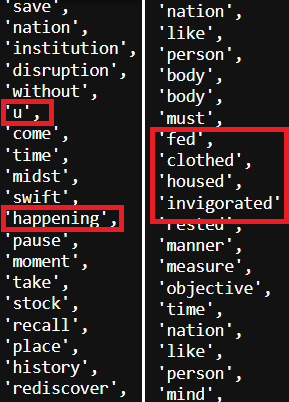 'save',
'nation',
'institution',
'disruption',
'without',
'u',
'come',
'time',
'midst',
'swift',
'happening',
'pause',
'moment',
'take',
'stock',
'recall',
'place',
'history',
'rediscover',
'nation',
'like',
'person',
'body',
'body',
'must',
'fed',
'clothed',
'housed',
'invigorated'
'rested',
'manner',
'measure',
'objective',
'time',
'nation',
'like',
'person',
'mind',